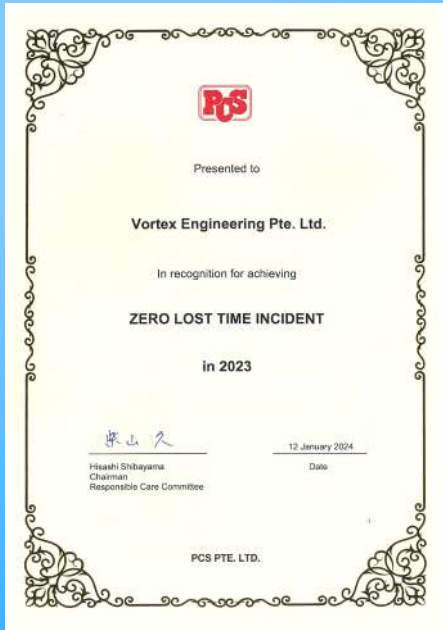 PCS
Presented to
Vortex Engineering Pte. Ltd.
In recognition for achieving
ZERO LOST TIME INCIDENT
in 2023
柴山久
12 January 2024
Hisashi Shibayama
Date
Chairman
Responsible Care Committee
PCS PTE. LTD.